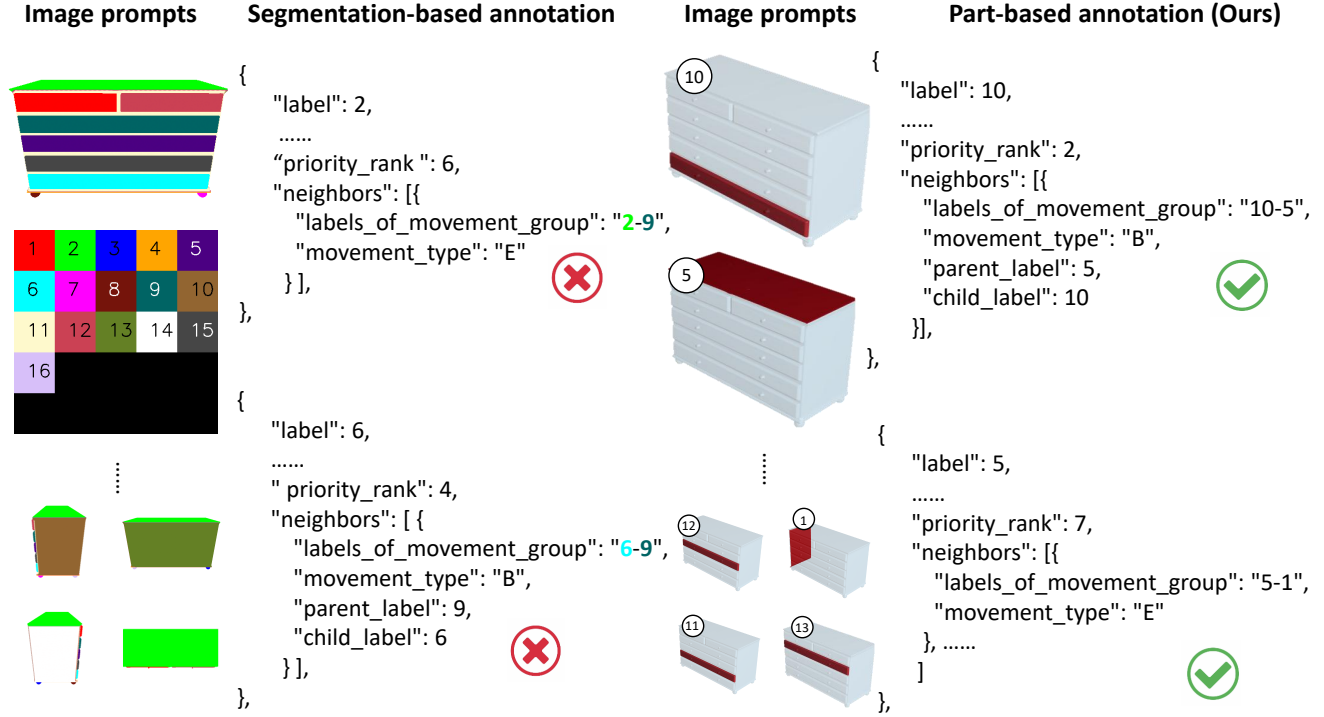 Image prompts
Segmentation-based annotation
Image prompts
Part-based annotation (Ours)
1 2 3 4 5
6 7 8 9 10
11 12 13 14 15
16
{
"label": 2,
......
“priority_rank ": 6,
"neighbors": [{
"labels_of_movement_group": "2-9",
"movement_type": "E"
} ],
},
{
"label": 6,
......
" priority_rank": 4,
"neighbors": [ {
"labels_of_movement_group": "6-9",
"movement_type": "B",
"parent_label": 9,
"child_label": 6
} ],
},
10
5
12
1
11
13
{
"label": 10,
......
"priority_rank": 2,
"neighbors": [{
"labels_of_movement_group": "10-5",
"movement_type": "B",
"parent_label": 5,
"child_label": 10
}],
},
{
"label": 5,
......
"priority_rank": 7,
"neighbors": [{
"labels_of_movement_group": "5-1",
"movement_type": "E"
}, ......
]
},